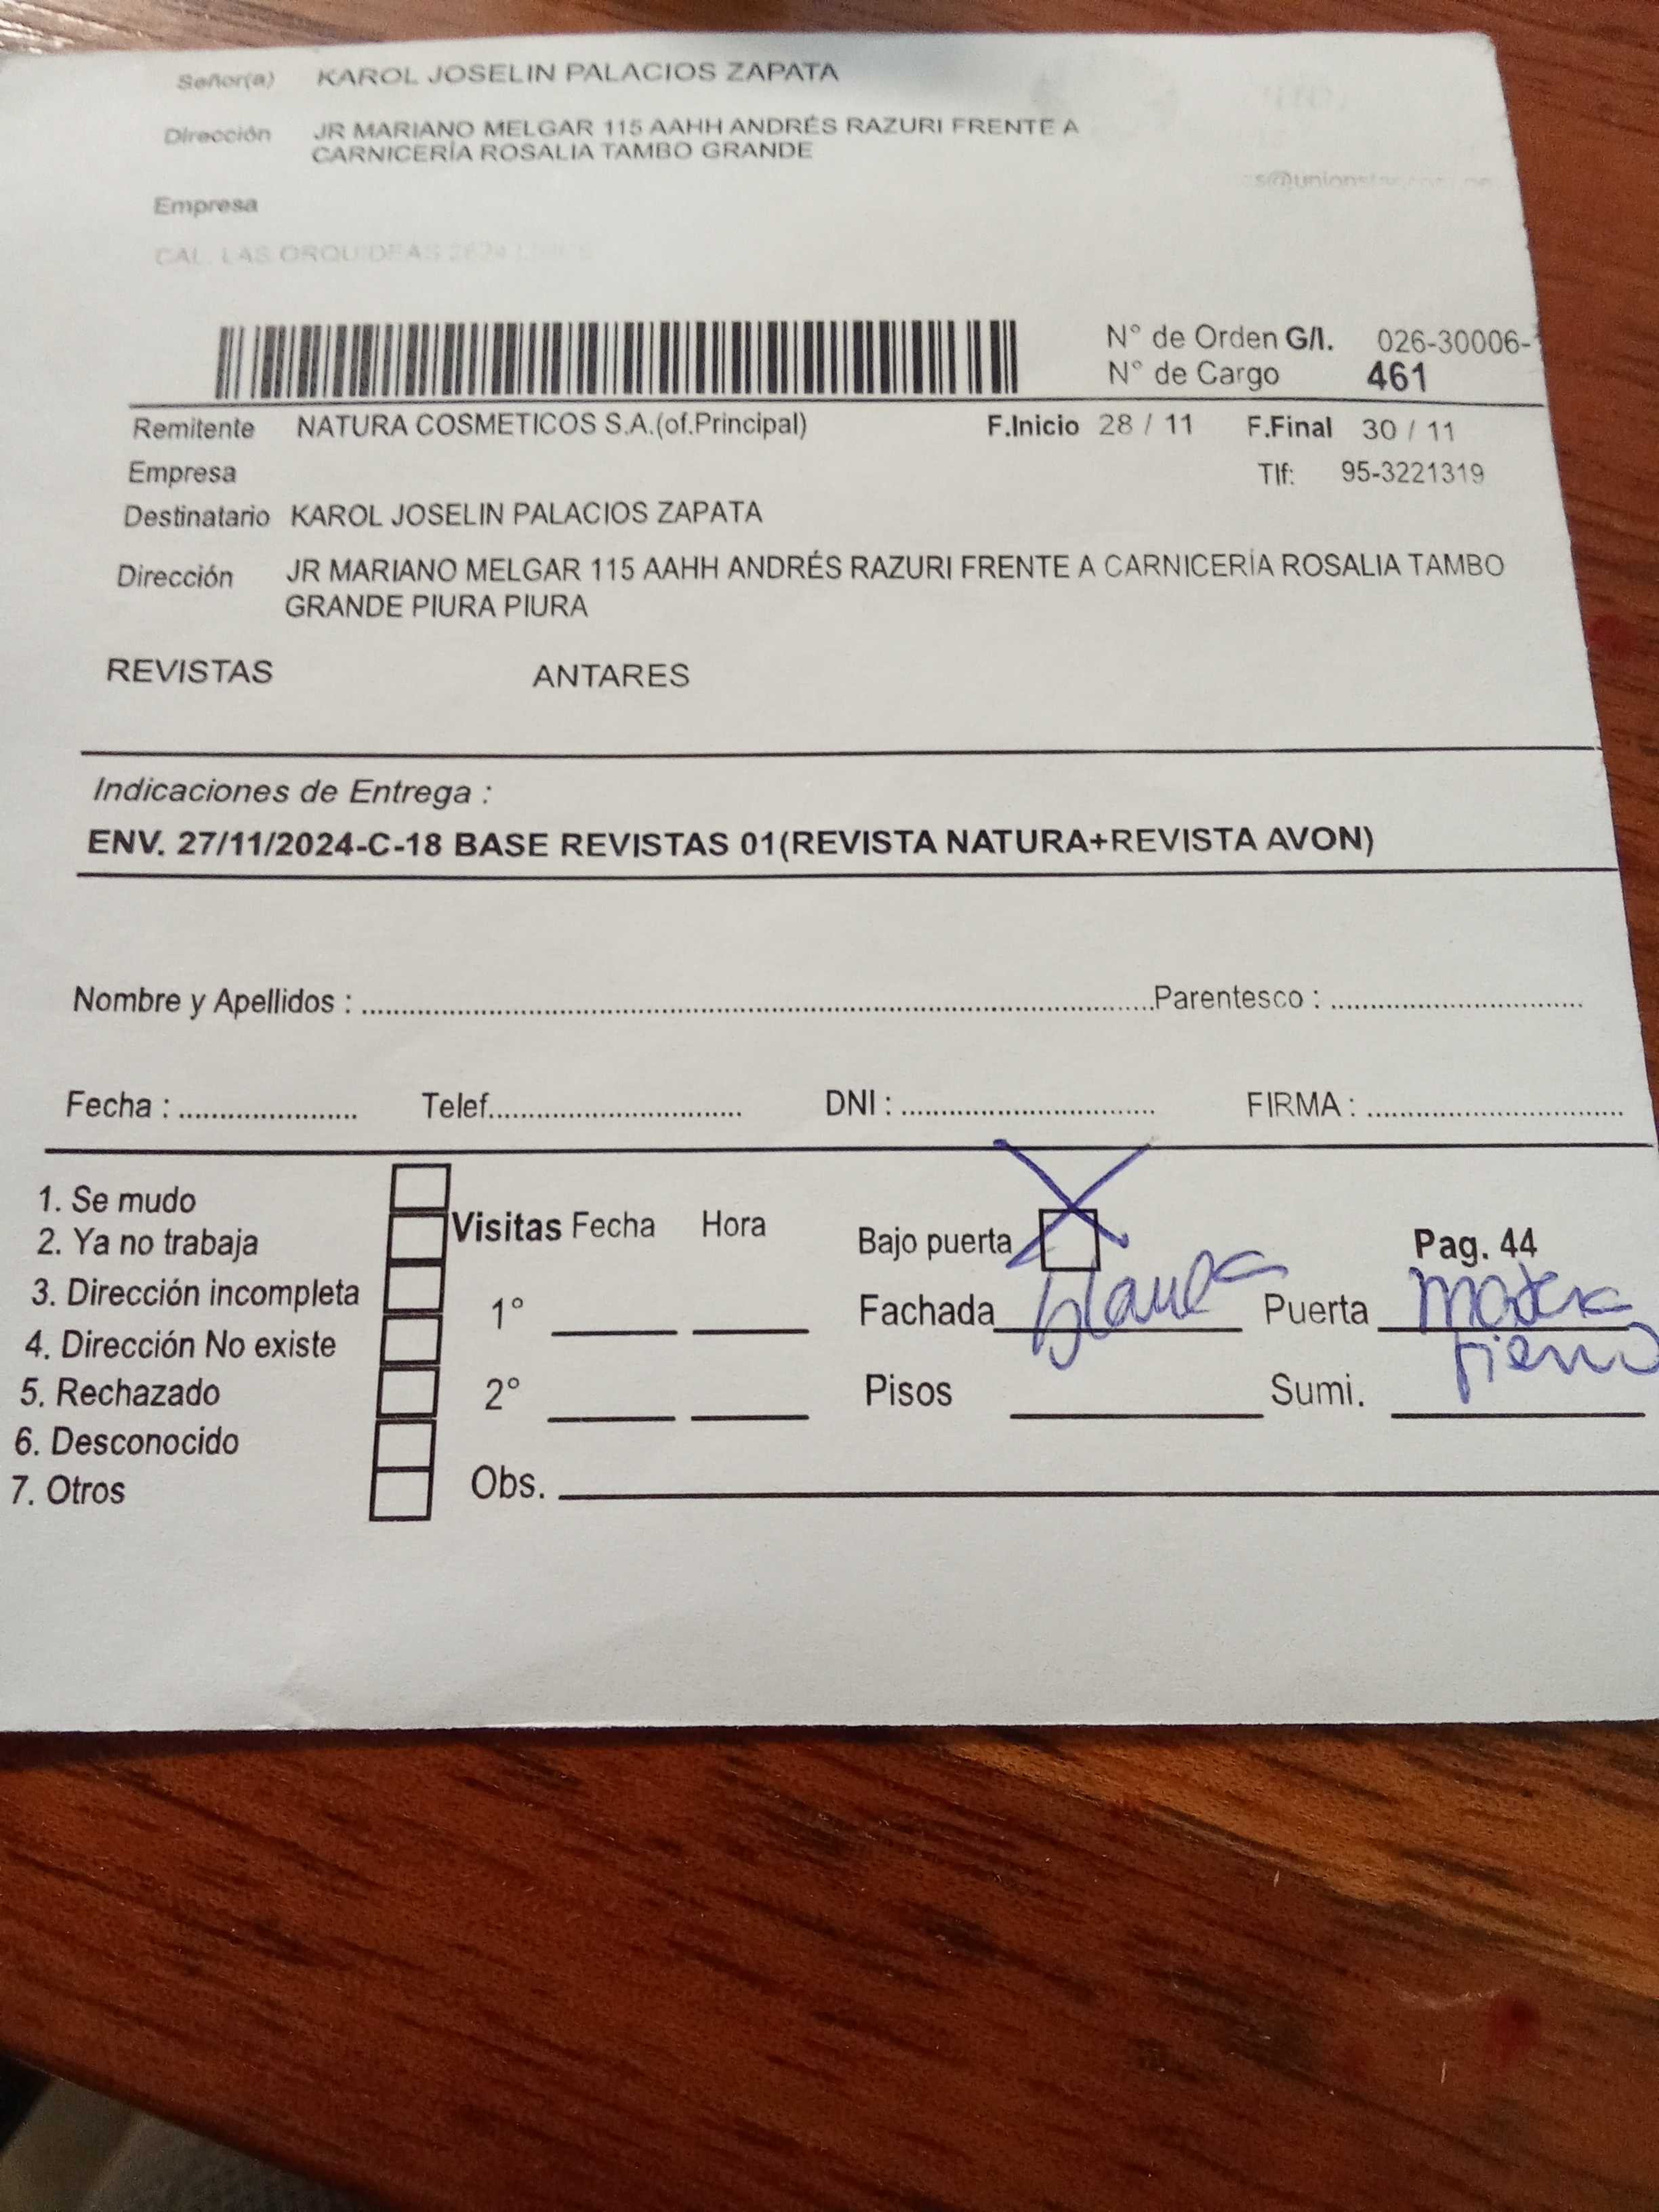 Señor(a) KAROL JOSELIN PALACIOS ZAPATA
Dirección JR MARIANO MELGAR 115 AAHH ANDRÉS RAZURI FRENTE A
CARNICERÍA ROSALIA TAMBO GRANDE
Empresa
CAL. LAS ORQUIDEAS
N° de Orden G/I. 026-30006-
N° de Cargo 461
Remitente NATURA COSMETICOS S.A.(of.Principal) F.Inicio 28 / 11 F.Final 30 / 11
Empresa Tlf: 95-3221319
Destinatario KAROL JOSELIN PALACIOS ZAPATA
Dirección JR MARIANO MELGAR 115 AAHH ANDRÉS RAZURI FRENTE A CARNICERÍA ROSALIA TAMBO
GRANDE PIURA PIURA
REVISTAS ANTARES
Indicaciones de Entrega :
ENV. 27/11/2024-C-18 BASE REVISTAS 01(REVISTA NATURA+REVISTA AVON)
Nombre y Apellidos : Parentesco :
Fecha : Telef. DNI : FIRMA :
1. Se mudo
2. Ya no trabaja
3. Dirección incompleta
4. Dirección No existe
5. Rechazado
6. Desconocido
7. Otros
Visitas Fecha Hora
1°
2°
Obs.
Bajo puerta X Pag. 44
Fachada blanca Puerta
Pisos Sumi.